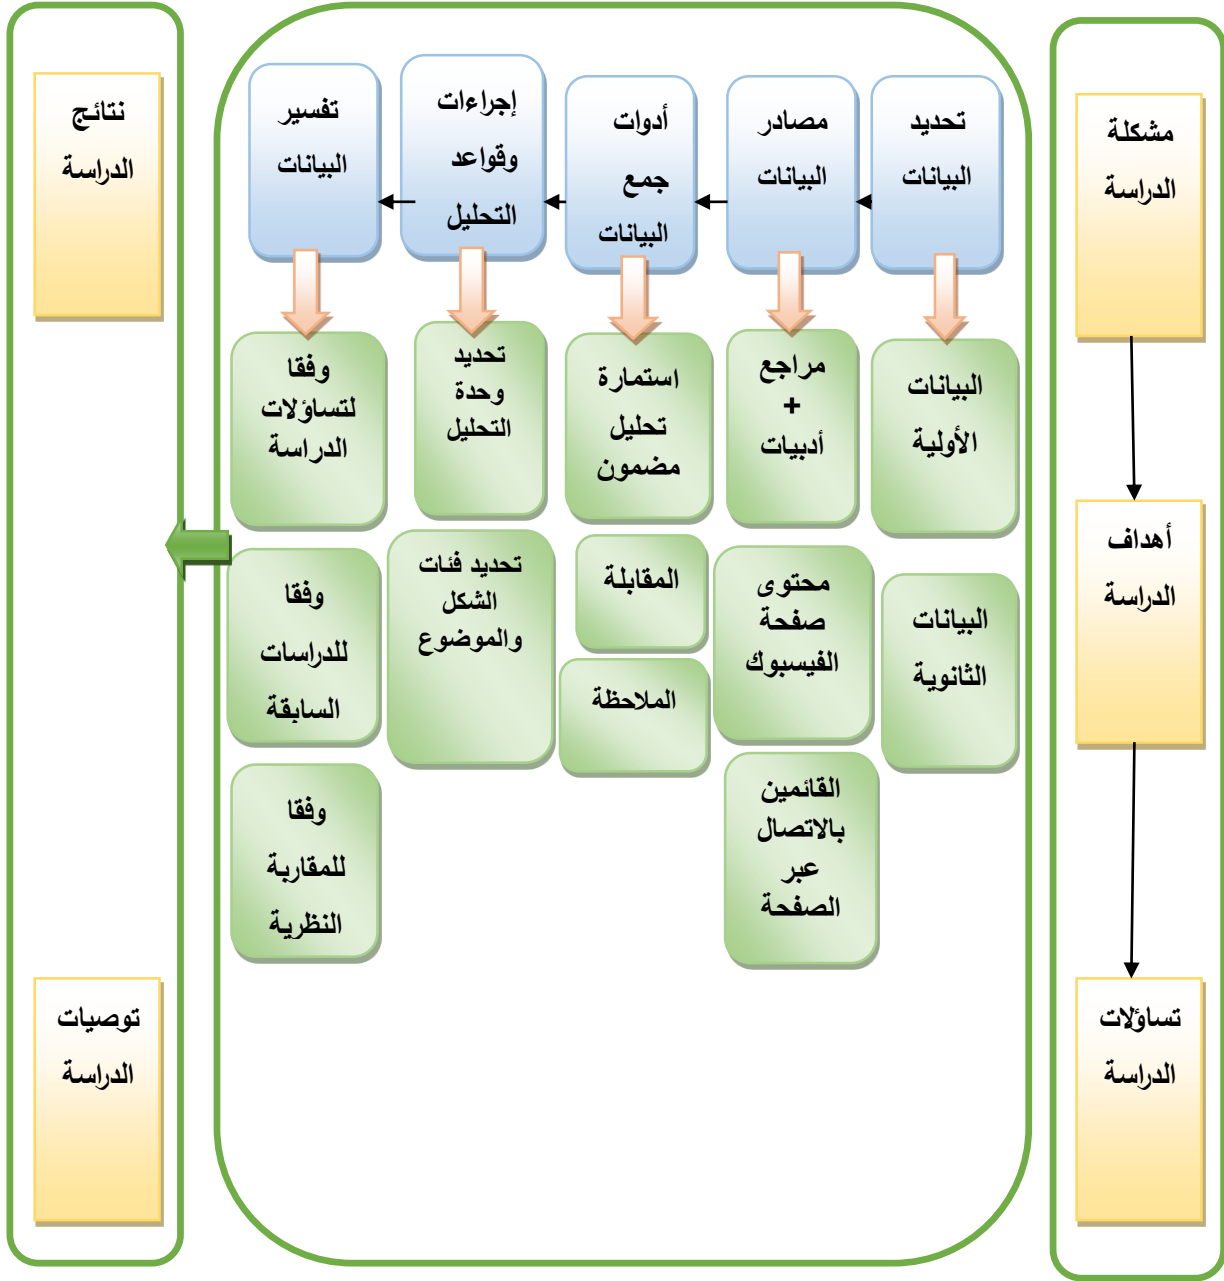 مشكلة
الدراسة
أهداف
الدراسة
تساؤلات
الدراسة
تحديد
البيانات
مصادر
البيانات
أدوات
جمع
البيانات
إجراءات
وقواعد
التحليل
تفسير
البيانات
البيانات
الأولية
البيانات
الثانوية
مراجع
+
أدبيات
محتوى
صفحة
الفيسبوك
القائمين
بالاتصال
عبر
الصفحة
استمارة
تحليل
مضمون
المقابلة
الملاحظة
تحديد
وحدة
التحليل
تحديد فئات
الشكل
والموضوع
وفقا
لتساؤلات
الدراسة
وفقا
للدراسات
السابقة
وفقا
للمقاربة
النظرية
نتائج
الدراسة
توصيات
الدراسة